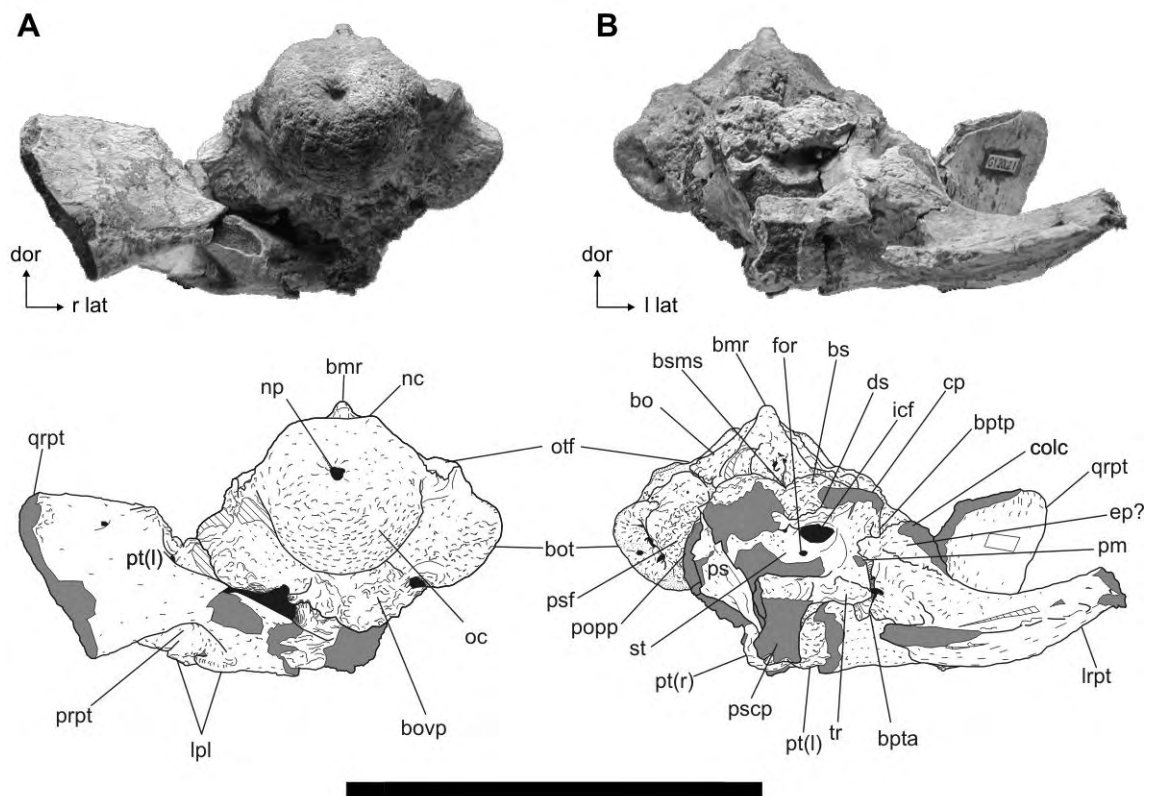 A
B
G120L21
dor
r lat
dor
l lat
bmr
np
nc
qrpt
otf
pt(l)
bot
oc
prpt
lpl
bovp
bmr
for
bs
bsms
ds
cp
bo
icf
bptp
colc
qrpt
ep?
pm
ps
psf
popp
st
pt(r)
pscp
pt(l)
tr
bpta
lrpt